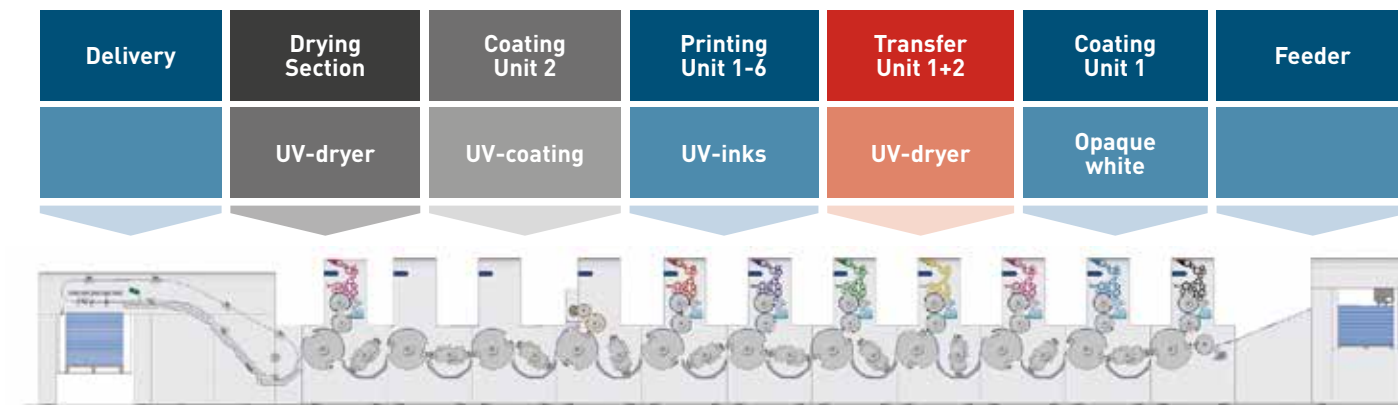 Delivery
Drying
Section
Coating
Unit 2
Printing
Unit 1-6
Transfer
Unit 1+2
Coating
Unit 1
Feeder
UV-dryer
UV-coating
UV-inks
UV-dryer
Opaque
white